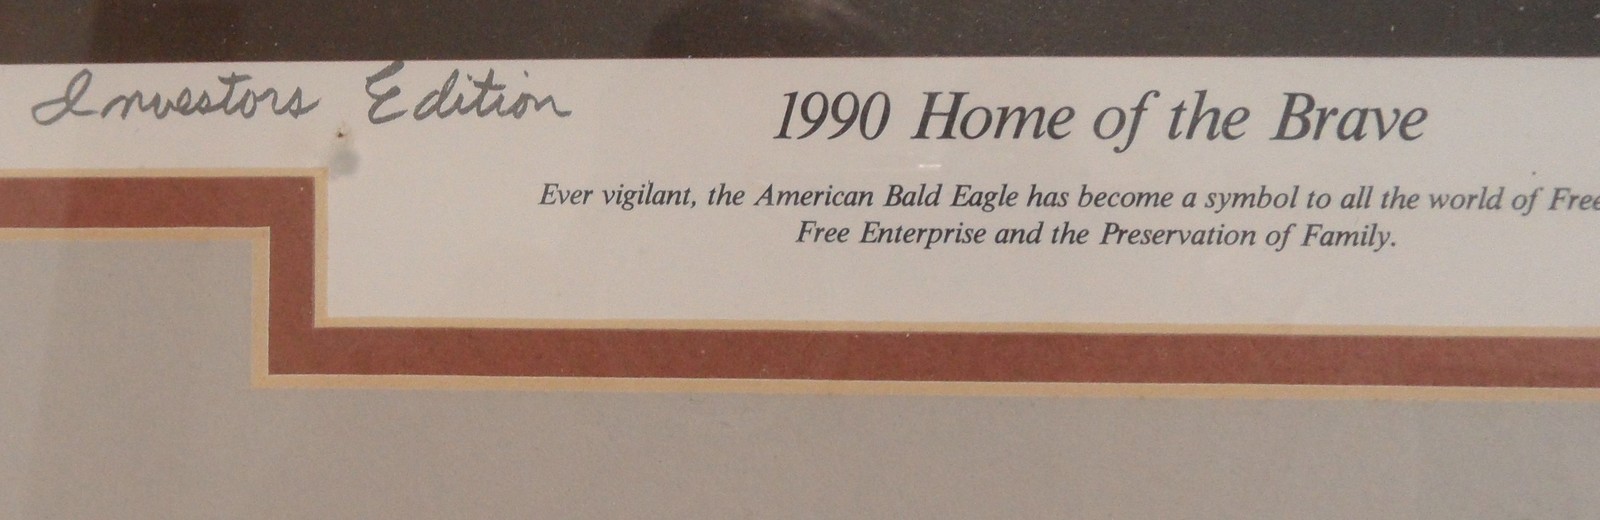 Investors Edition
1990 Home of the Brave
Ever vigilant, the American Bald Eagle has become a symbol to all the world of
Free Enterprise and the Preservation of Family.